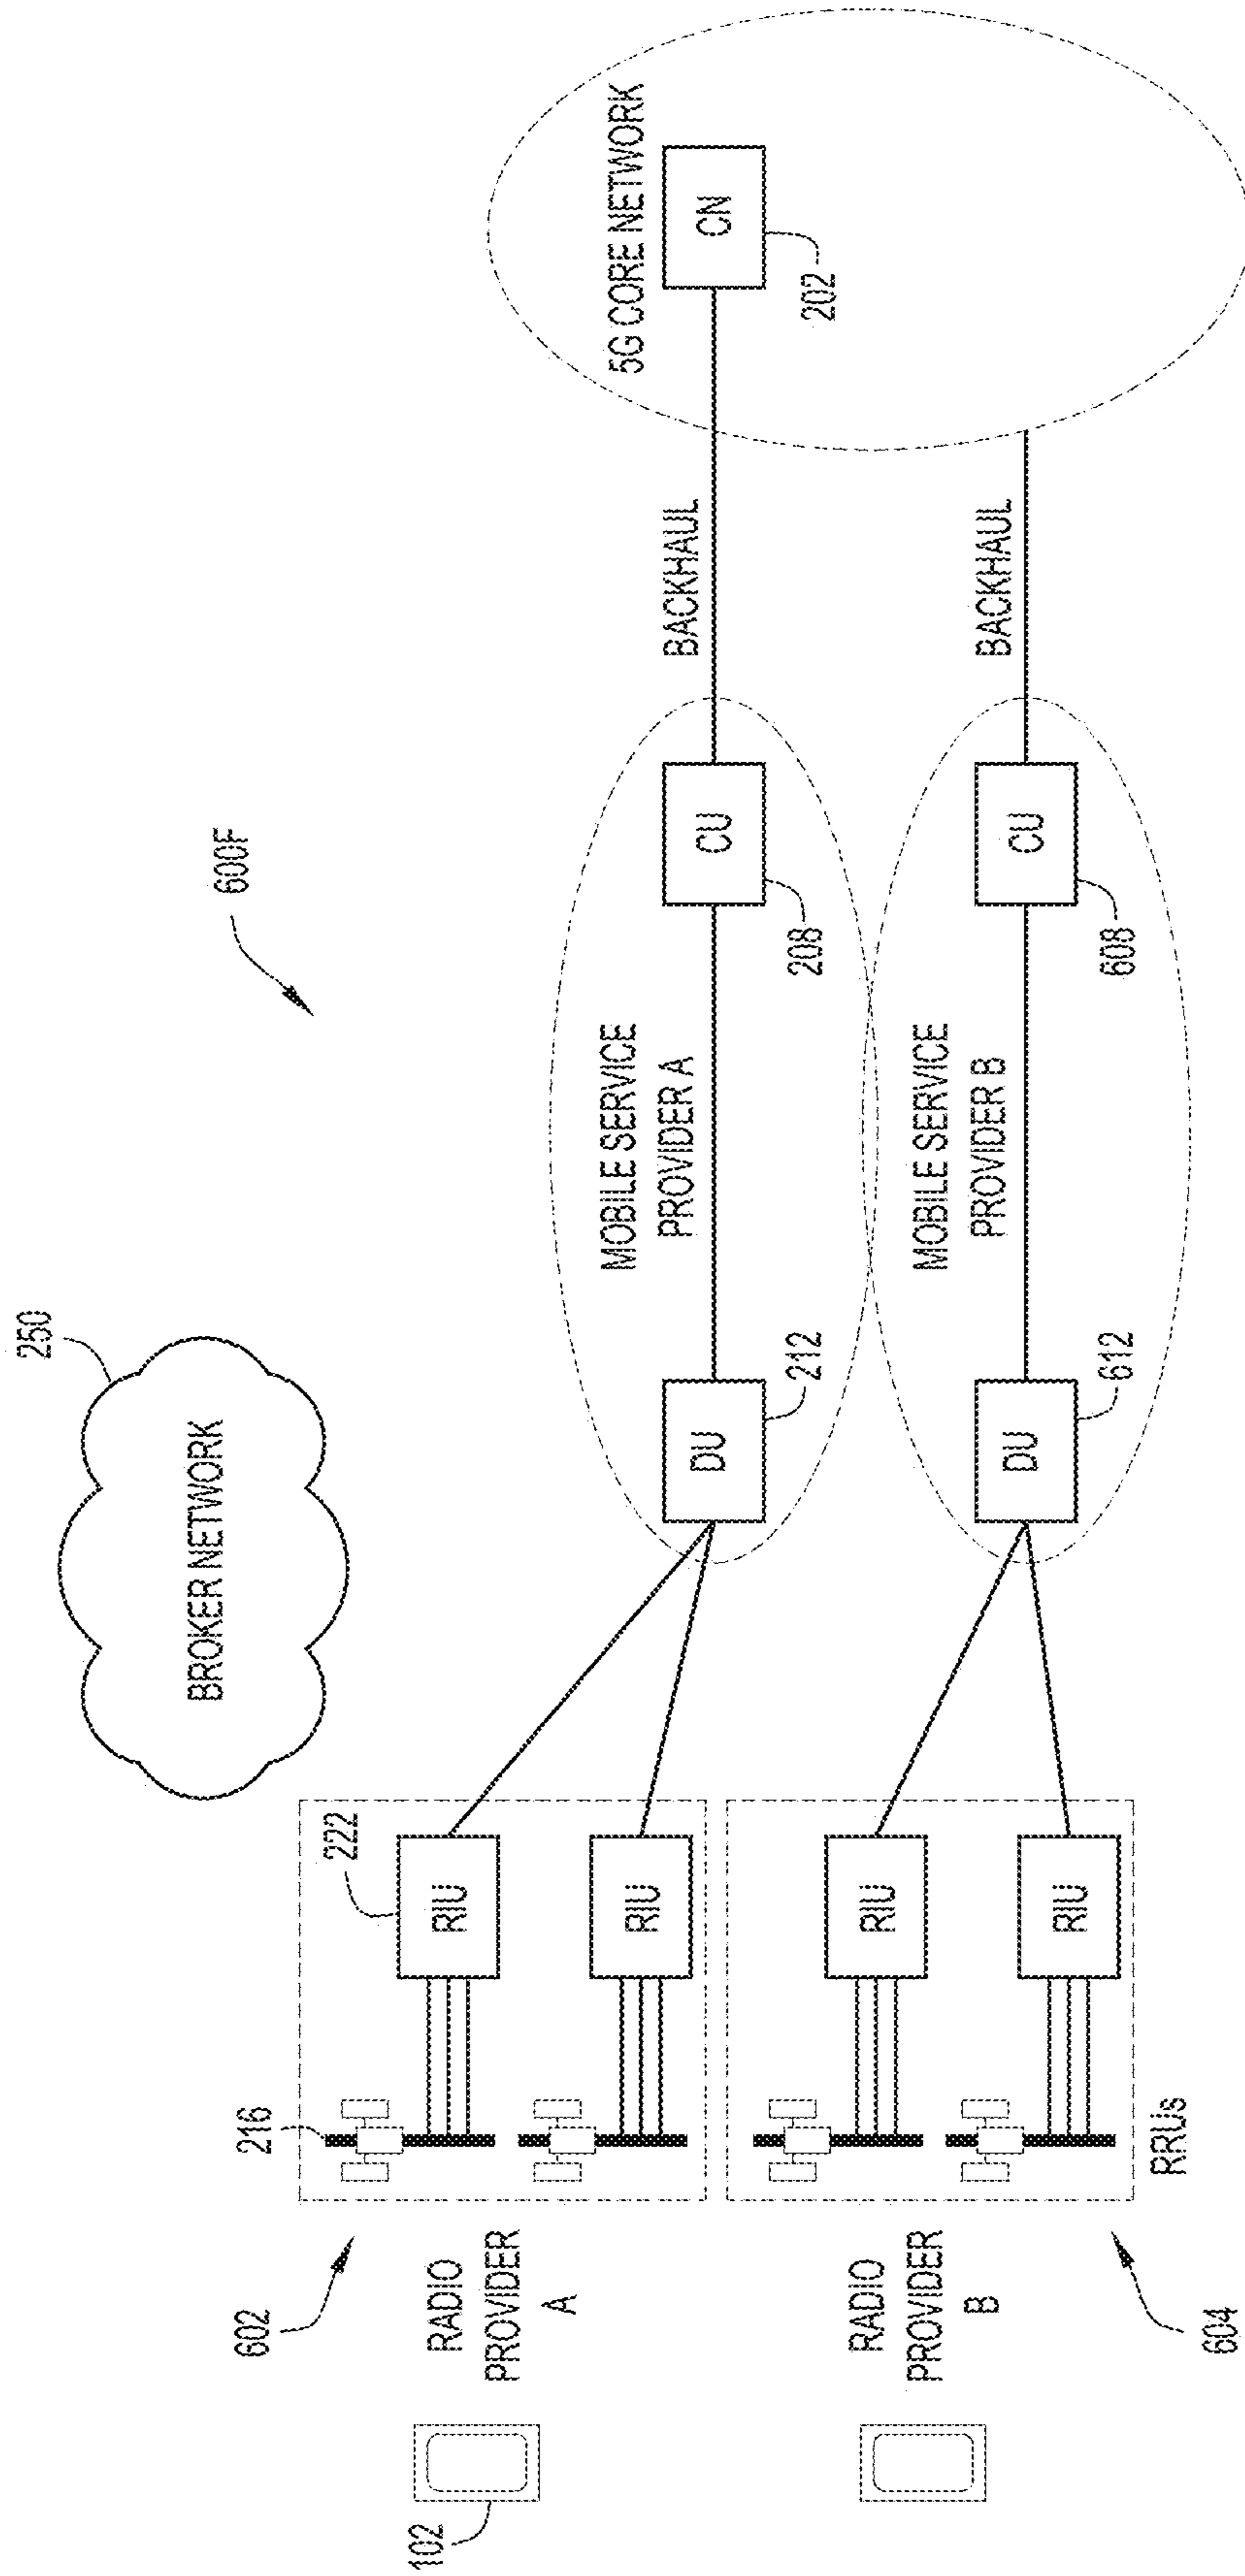 250
BROKER NETWORK
600F
5G CORE NETWORK
CN
202
216
222
RIU
RIU
602
RADIO
PROVIDER
A
102
DU
212
MOBILE SERVICE
PROVIDER A
CU
208
BACKHAUL
RADIO
PROVIDER
B
RIU
RIU
RRUs
604
DU
612
MOBILE SERVICE
PROVIDER B
CU
608
BACKHAUL